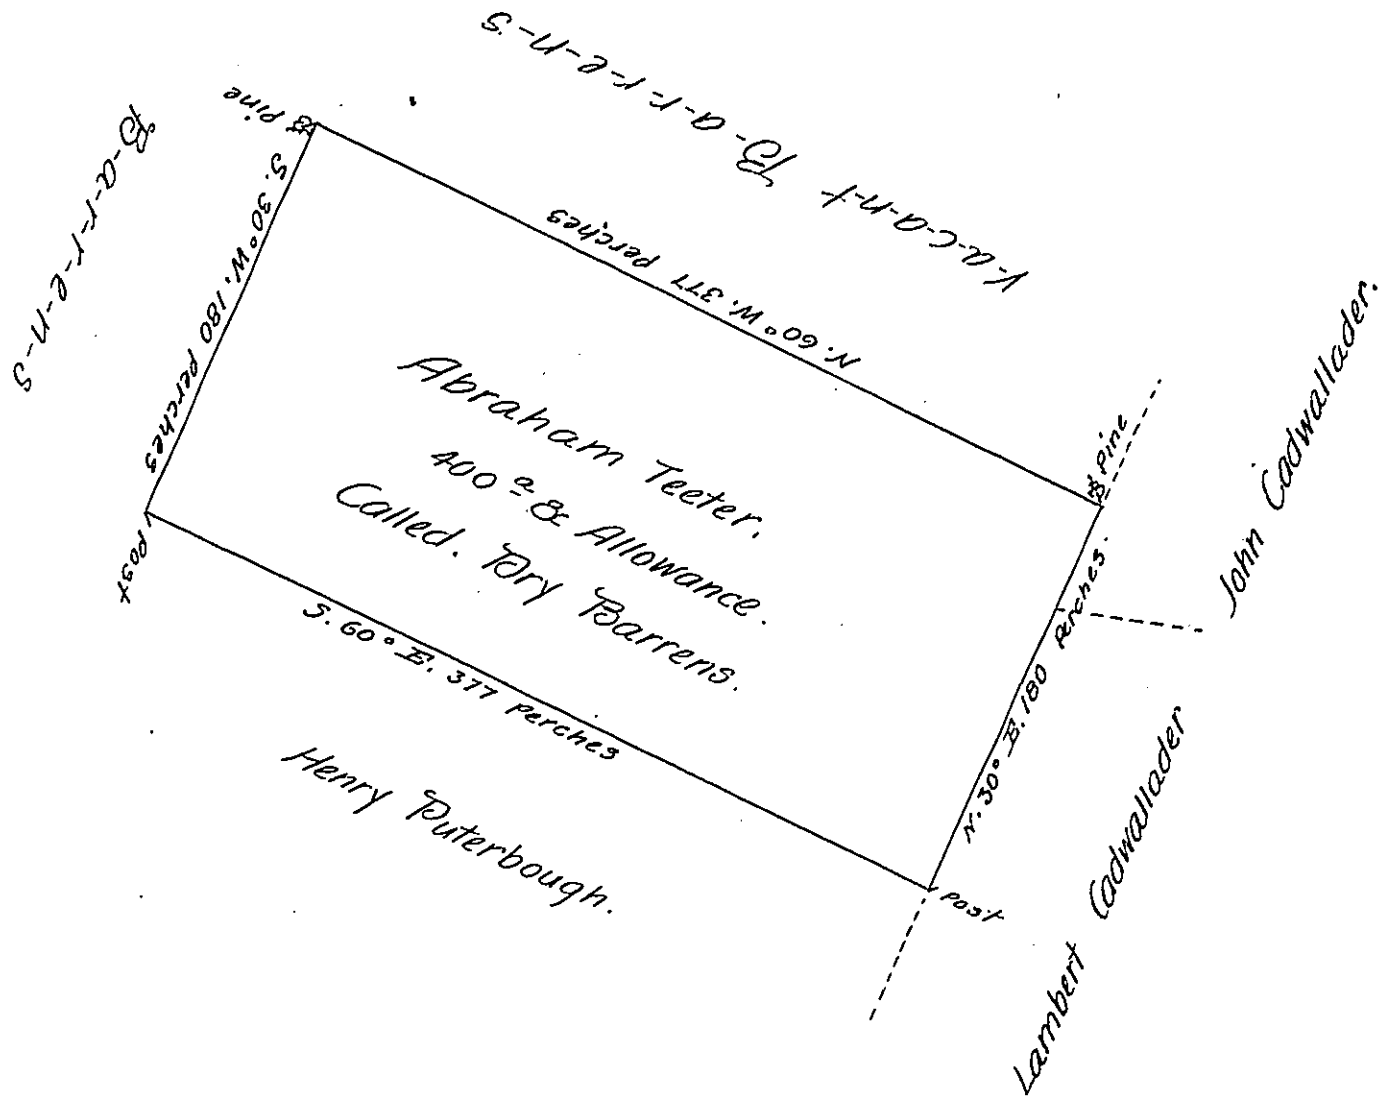 V-a-c-a-n-t B-a-r-r-e-n-s
B-a-r-r-e-n-s
Pine
S. 30° W. 180 perches
N. 60° W. 377 perches
Abraham Teeter.
400 a & Allowance.
Called. Dry Barrens.
Pine
John Cadwallader.
Post
S. 60° E. 377 perches
N. 30° E. 180 perches.
Henry Puterbough.
Post
Lambert Cadwallader